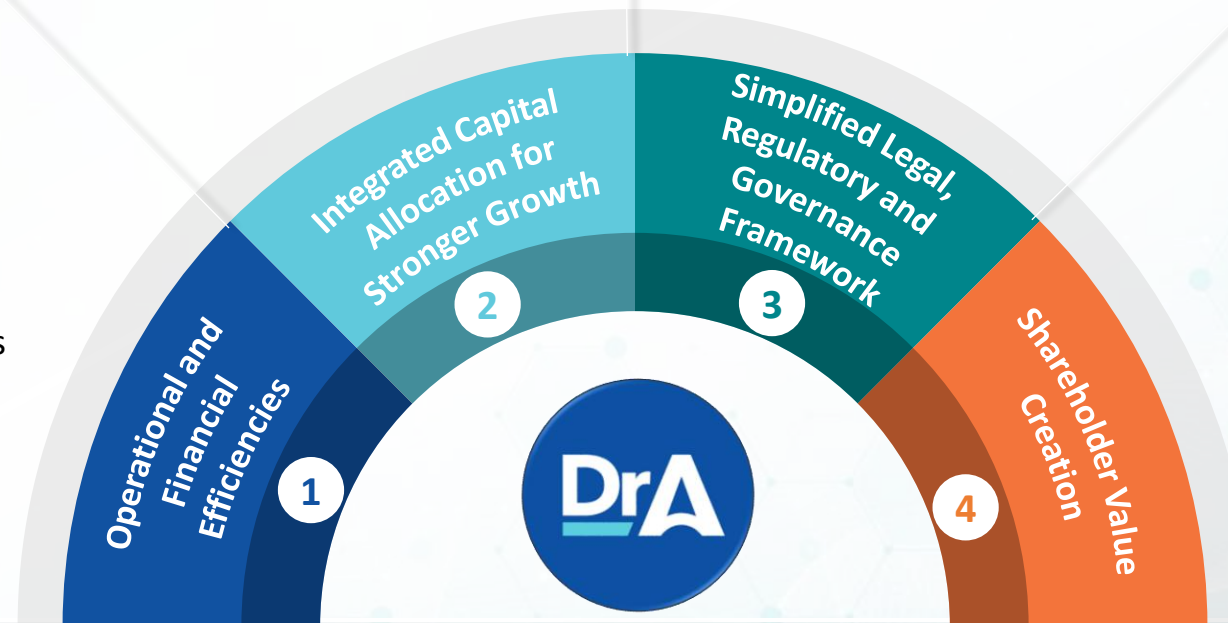 s
Operational and
Financial
Efficiencies
1
Integrated Capital
Allocation for
Stronger Growth
2
Simplified Legal,
Regulatory and
Governance
Framework
3
Shareholder Value
Creation
4
DrA